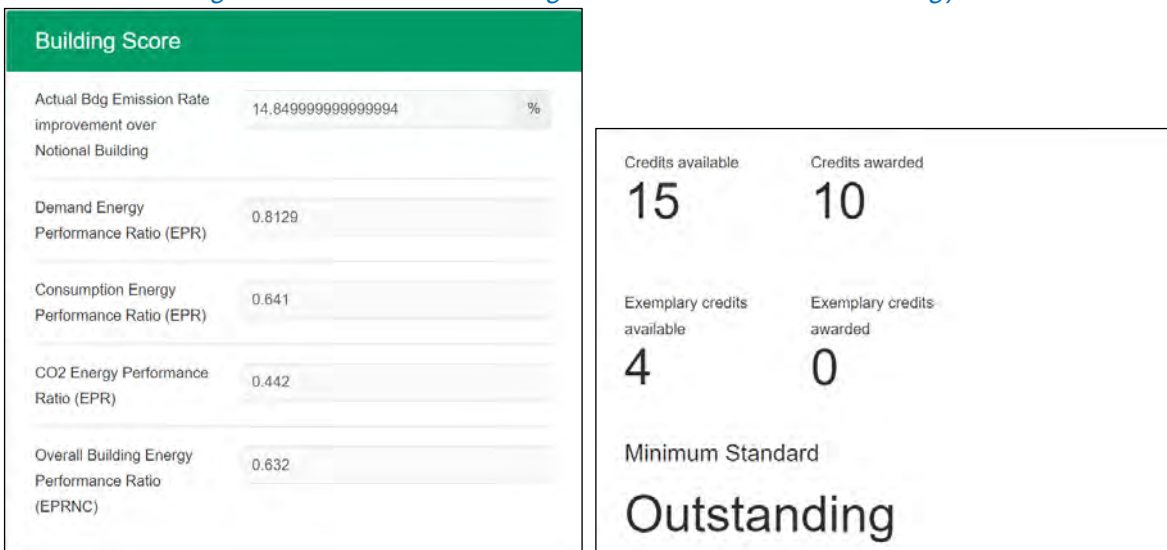 Building Score
Actual Bdg Emission Rate
improvement over
Notional Building
14.849999999999994
%
Demand Energy
Performance Ratio (EPR)
0.8129
Consumption Energy
Performance Ratio (EPR)
0.641
CO2 Energy Performance
Ratio (EPR)
0.442
Overall Building Energy
Performance Ratio
(EPRNC)
0.632
Credits available
Credits awarded
15
10
Exemplary credits
available
Exemplary credits
awarded
4
0
Minimum Standard
Outstanding